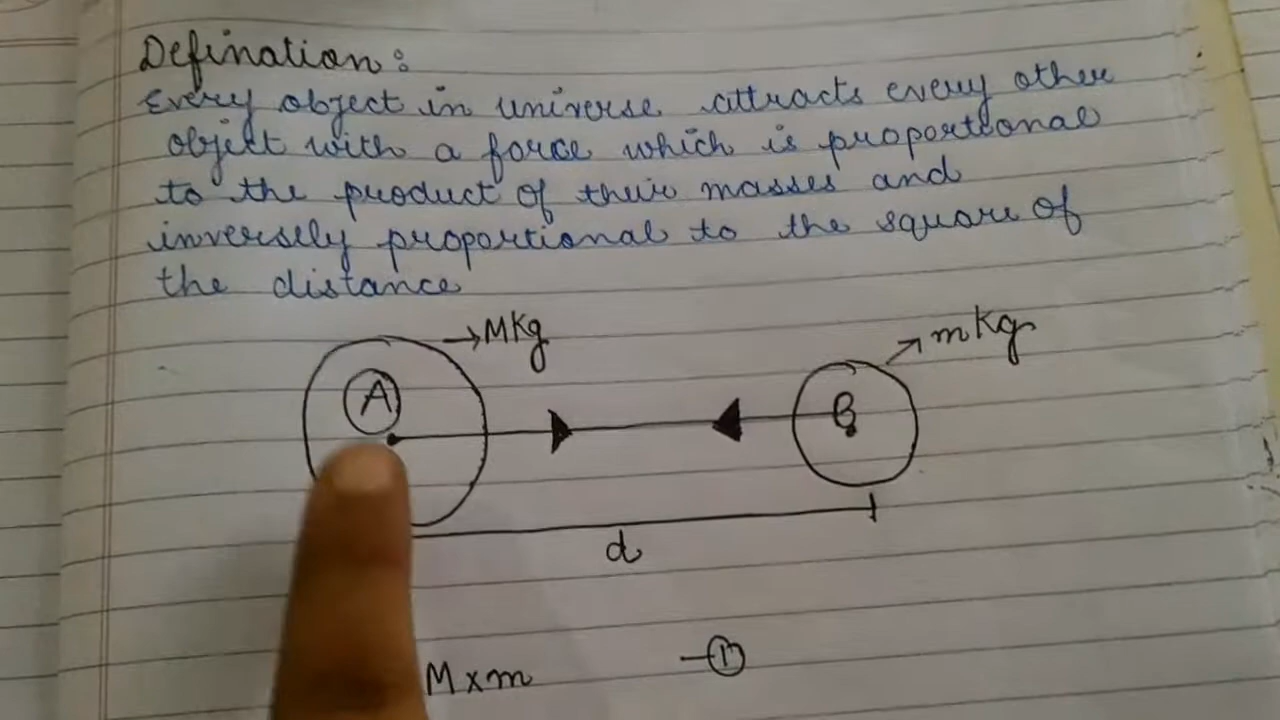 Defination:
Every object in universe attracts every other
object with a force which is proportional
to the product of their masses and
inversely proportional to the square of
the distance
→MKg
→mKg
A
B
d
Mxm
—①